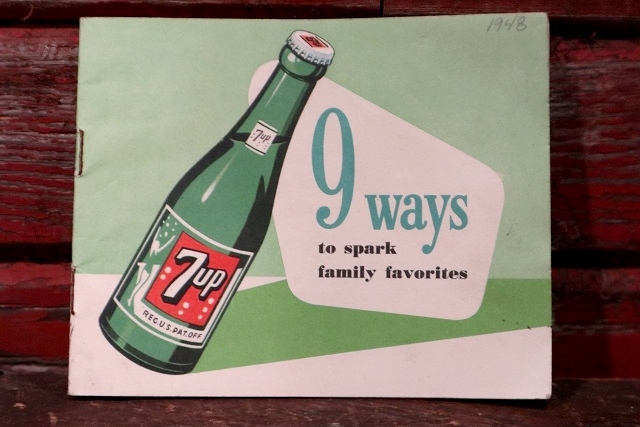 1948
7up
9 ways
to spark
family favorites
7up
REG.U.S.PAT.OFF.